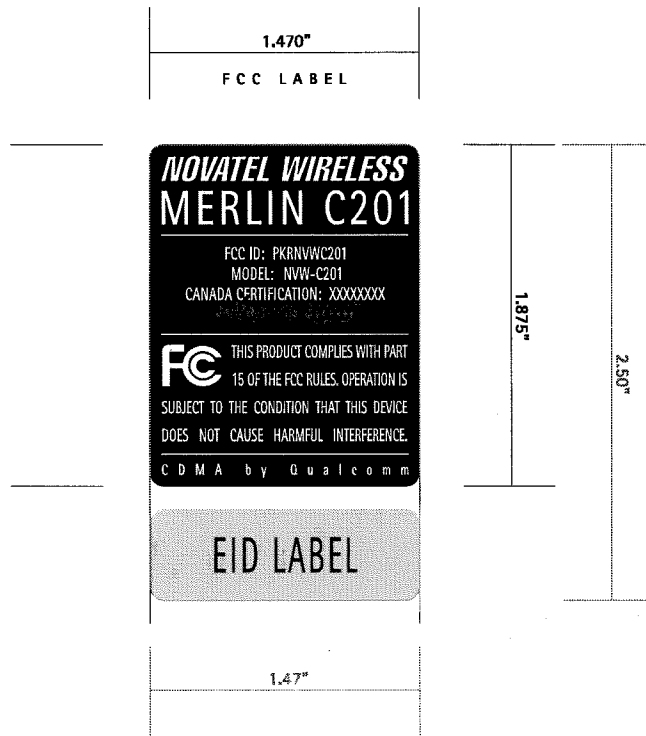 1.470"
FCC LABEL
NOVATEL WIRELESS
MERLIN C201
FCC ID: PKRNVWC201
MODEL: NVW-C201
CANADA CERTIFICATION: XXXXXXXX
FC THIS PRODUCT COMPLIES WITH PART
15 OF THE FCC RULES. OPERATION IS
SUBJECT TO THE CONDITION THAT THIS DEVICE
DOES NOT CAUSE HARMFUL INTERFERENCE.
CDMA by Qualcomm
1.875"
2.50"
EID LABEL
1.47"